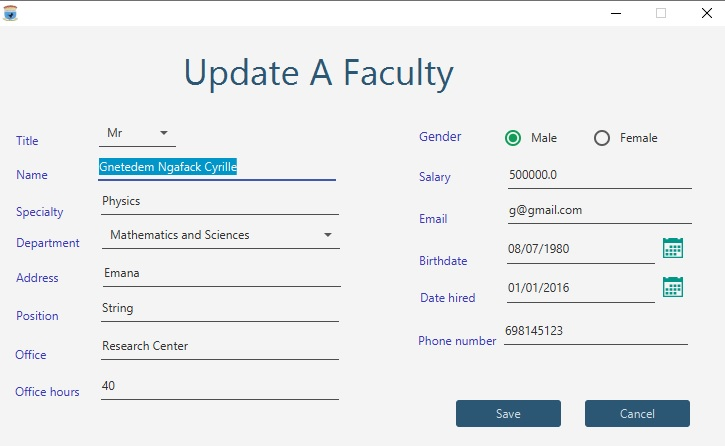 Update A Faculty
Title Mr
Name Gnetedem Ngafack Cyrille
Specialty Physics
Department Mathematics and Sciences
Address Emana
Position String
Office Research Center
Office hours 40
Gender Male Female
Salary 500000.0
Email g@gmail.com
Birthdate 08/07/1980
Date hired 01/01/2016
Phone number 698145123
Save Cancel